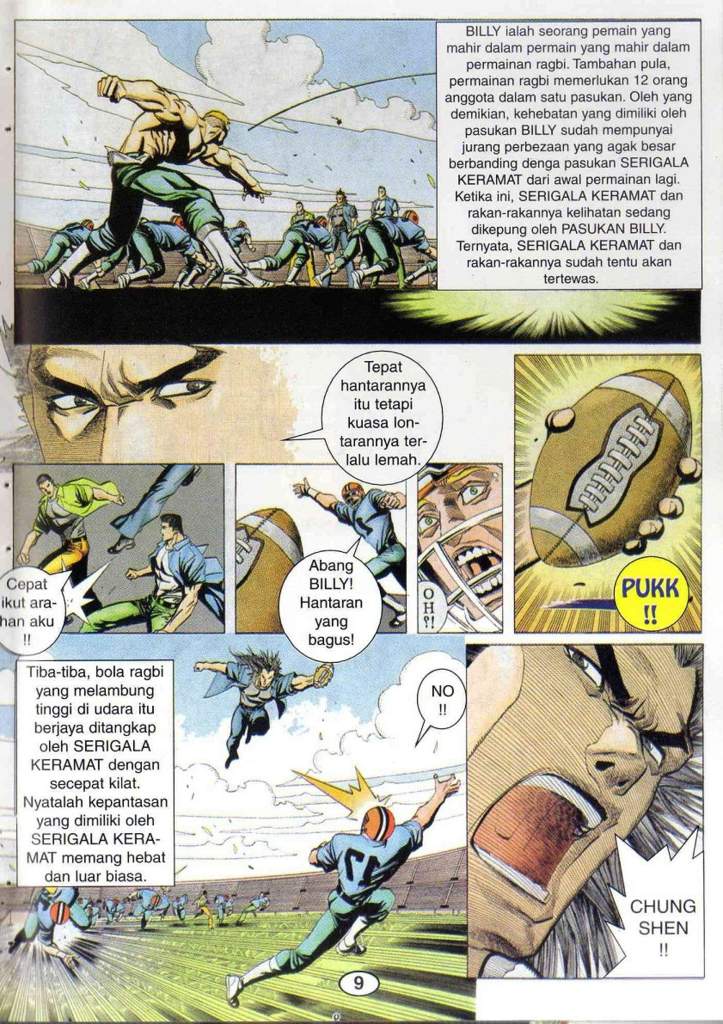 BILLY ialah seorang pemain yang
mahir dalam permain yang mahir dalam
permainan ragbi. Tambahan pula,
permainan ragbi memerlukan 12 orang
anggota dalam satu pasukan. Oleh yang
demikian, kehebatan yang dimiliki oleh
pasukan BILLY sudah mempunyai
jurang perbezaan yang agak besar
berbanding denga pasukan SERIGALA
KERAMAT dari awal permainan lagi.
Ketika ini, SERIGALA KERAMAT dan
rakan-rakannya kelihatan sedang
dikepung oleh PASUKAN BILLY.
Ternyata, SERIGALA KERAMAT dan
rakan-rakannya sudah tentu akan
tertewas.
Tepat
hantarannya
itu tetapi
kuasa lon-
tarannya ter-
lalu lemah.
Cepat
ikut ara-
han aku
!!
Abang
BILLY!
Hantaran
yang
bagus!
OH?!
PUKK
!!
Tiba-tiba, bola ragbi
yang melambung
tinggi di udara itu
berjaya ditangkap
oleh SERIGALA
KERAMAT dengan
secepat kilat.
Nyatalah kepantasan
yang dimiliki oleh
SERIGALA KERA-
MAT memang hebat
dan luar biasa.
NO
!!
CHUNG
SHEN
!!
9